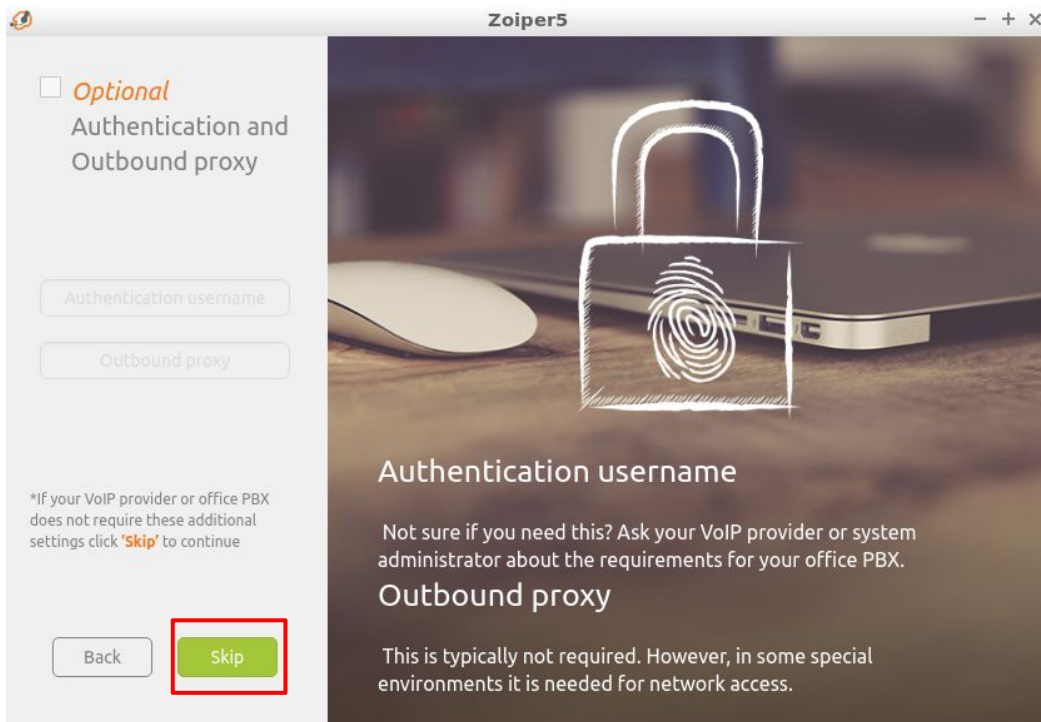 Zoiper5
Optional
Authentication and
Outbound proxy
Authentication username
Outbound proxy
*If your VoIP provider or office PBX
does not require these additional
settings click 'Skip' to continue
Back
Skip
Authentication username
Not sure if you need this? Ask your VoIP provider or system
administrator about the requirements for your office PBX.
Outbound proxy
This is typically not required. However, in some special
environments it is needed for network access.